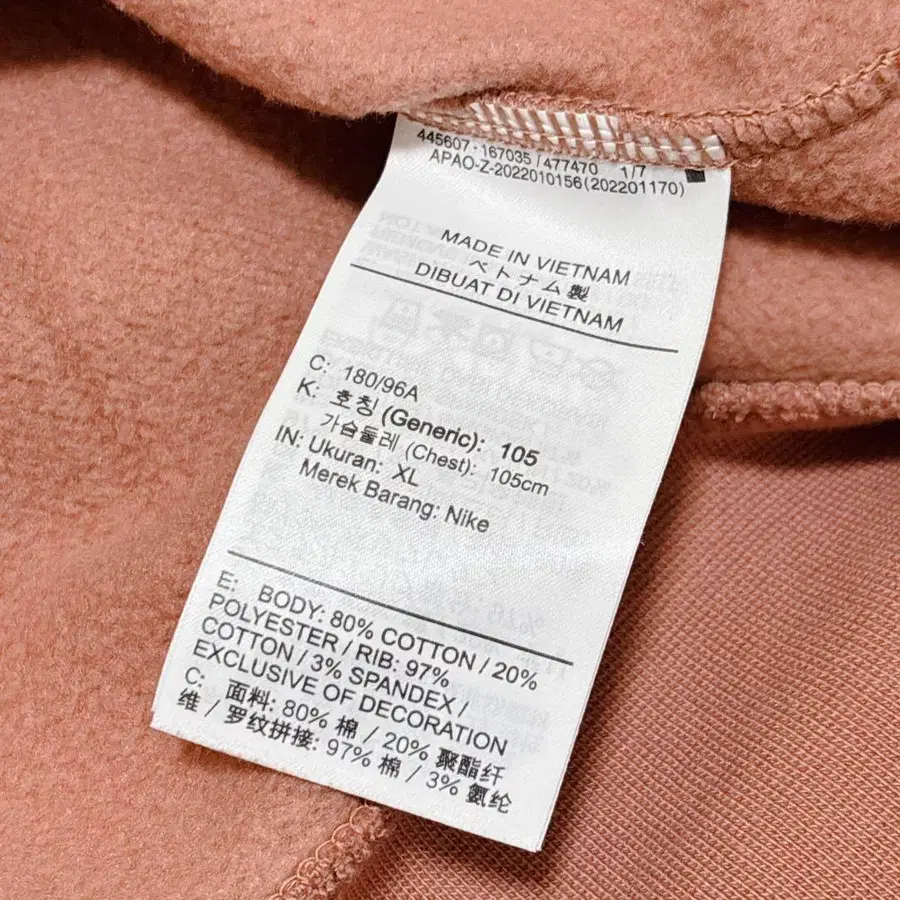 445607-167035/477470 1/7
APAO-Z-2022010156(202201170)
MADE IN VIETNAM
ベトナム製
DIBUAT DI VIETNAM
C: 180/96A
K: 호칭 (Generic): 105
가슴둘레 (Chest): 105cm
IN: Ukuran: XL
Merek Barang: Nike
E: BODY: 80% COTTON / 20%
POLYESTER / RIB: 97%
COTTON / 3% SPANDEX /
EXCLUSIVE OF DECORATION
C: 面料: 80% 棉 / 20% 聚酯纤
维 / 罗纹拼接: 97% 棉 / 3% 氨纶